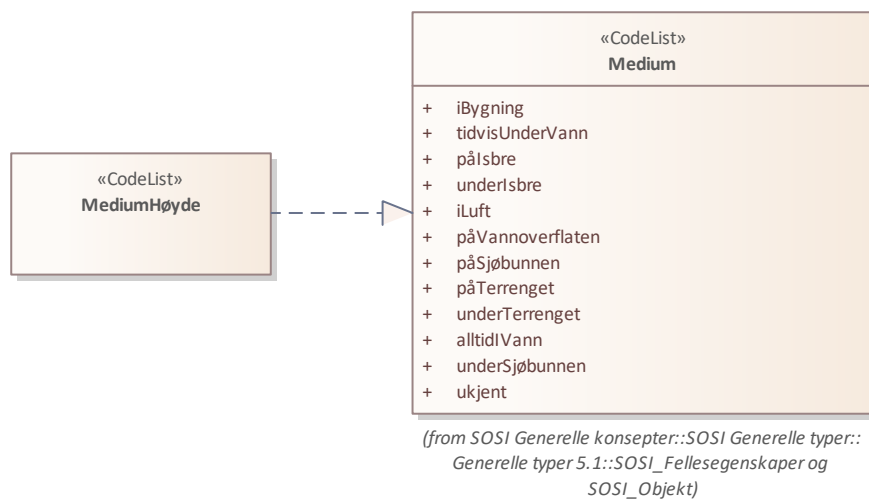 «CodeList»
MediumHøyde
«CodeList»
Medium
+ iBygning
+ tidvisUnderVann
+ påIsbre
+ underIsbre
+ iLuft
+ påVannoverflaten
+ påSjøbunnen
+ påTerrenget
+ underTerrenget
+ alltidIVann
+ underSjøbunnen
+ ukjent
(from SOSI Generelle konsepter::SOSI Generelle typer::
Generelle typer 5.1::SOSI_Fellesegenskaper og
SOSI_Objekt)